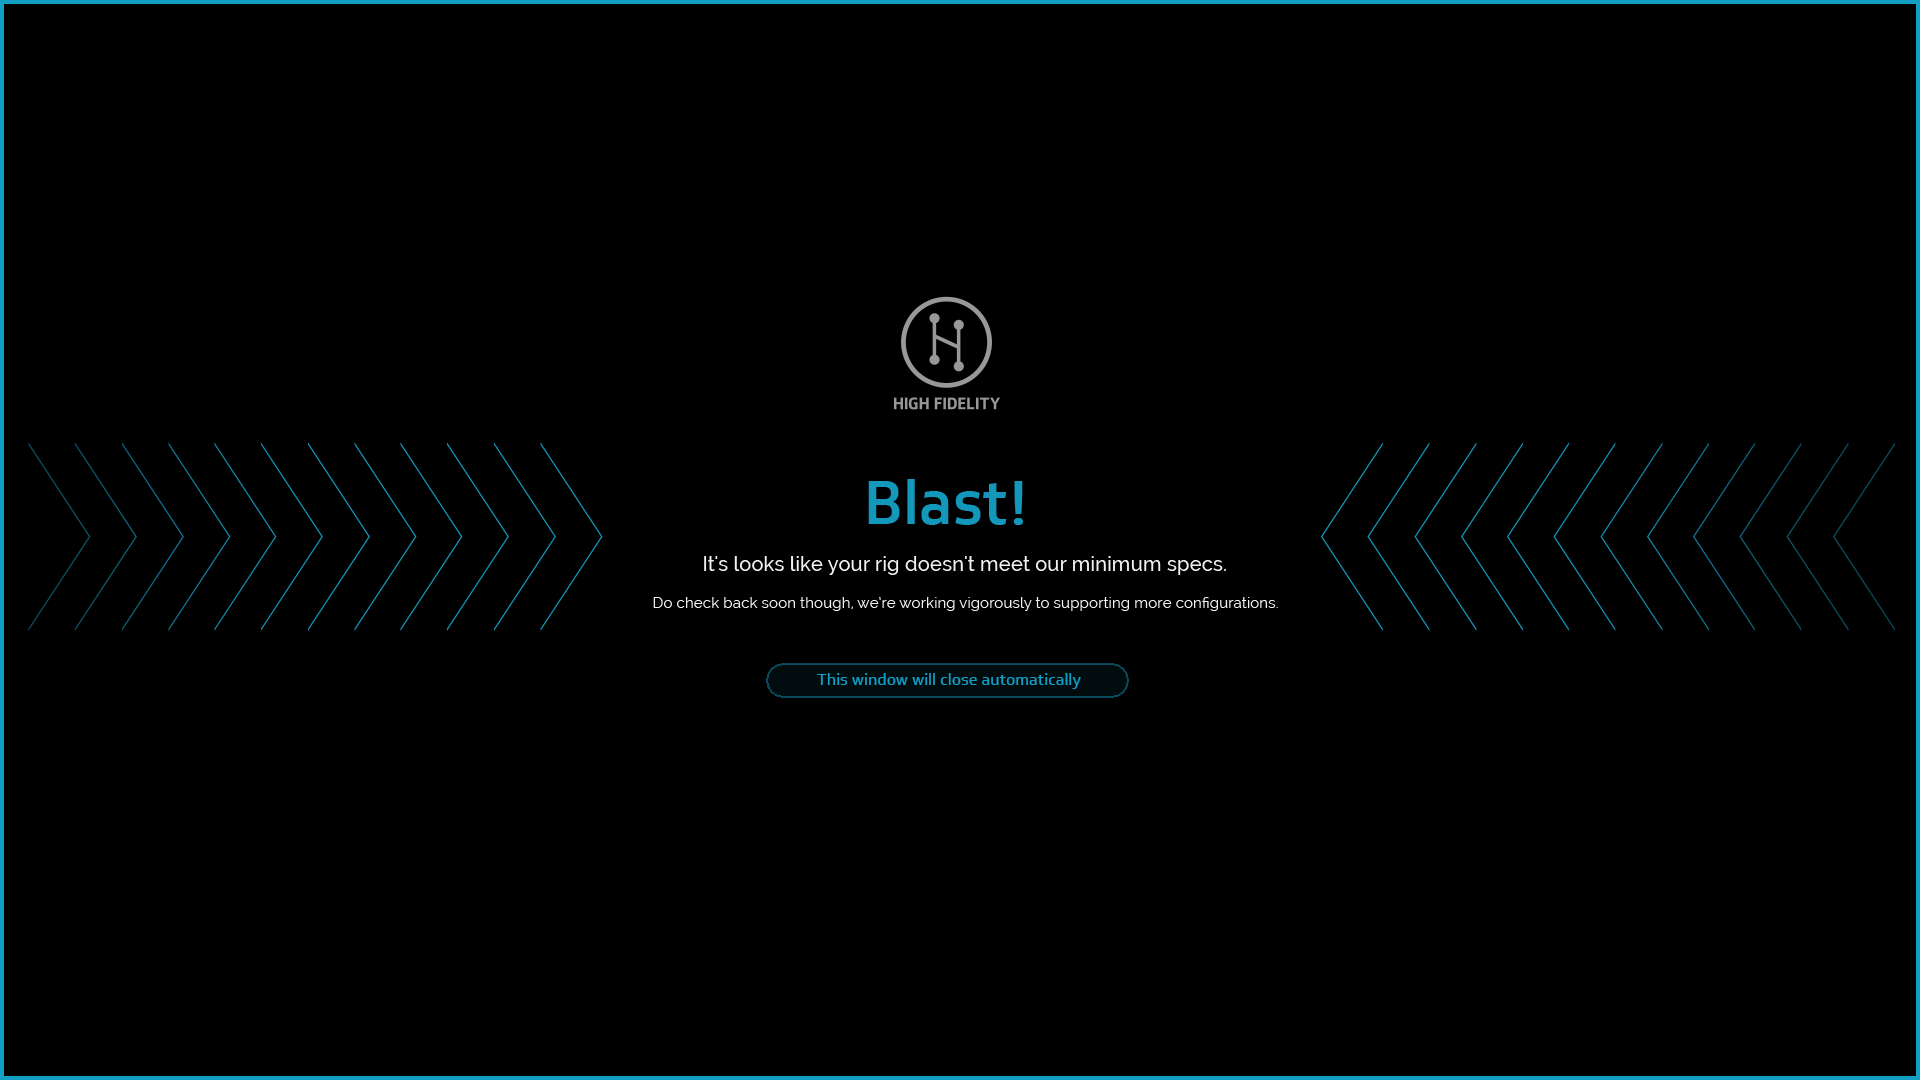 HIGH FIDELITY
Blast!
It's looks like your rig doesn't meet our minimum specs.
Do check back soon though, we’re working vigorously to supporting more configurations.
This window will close automatically